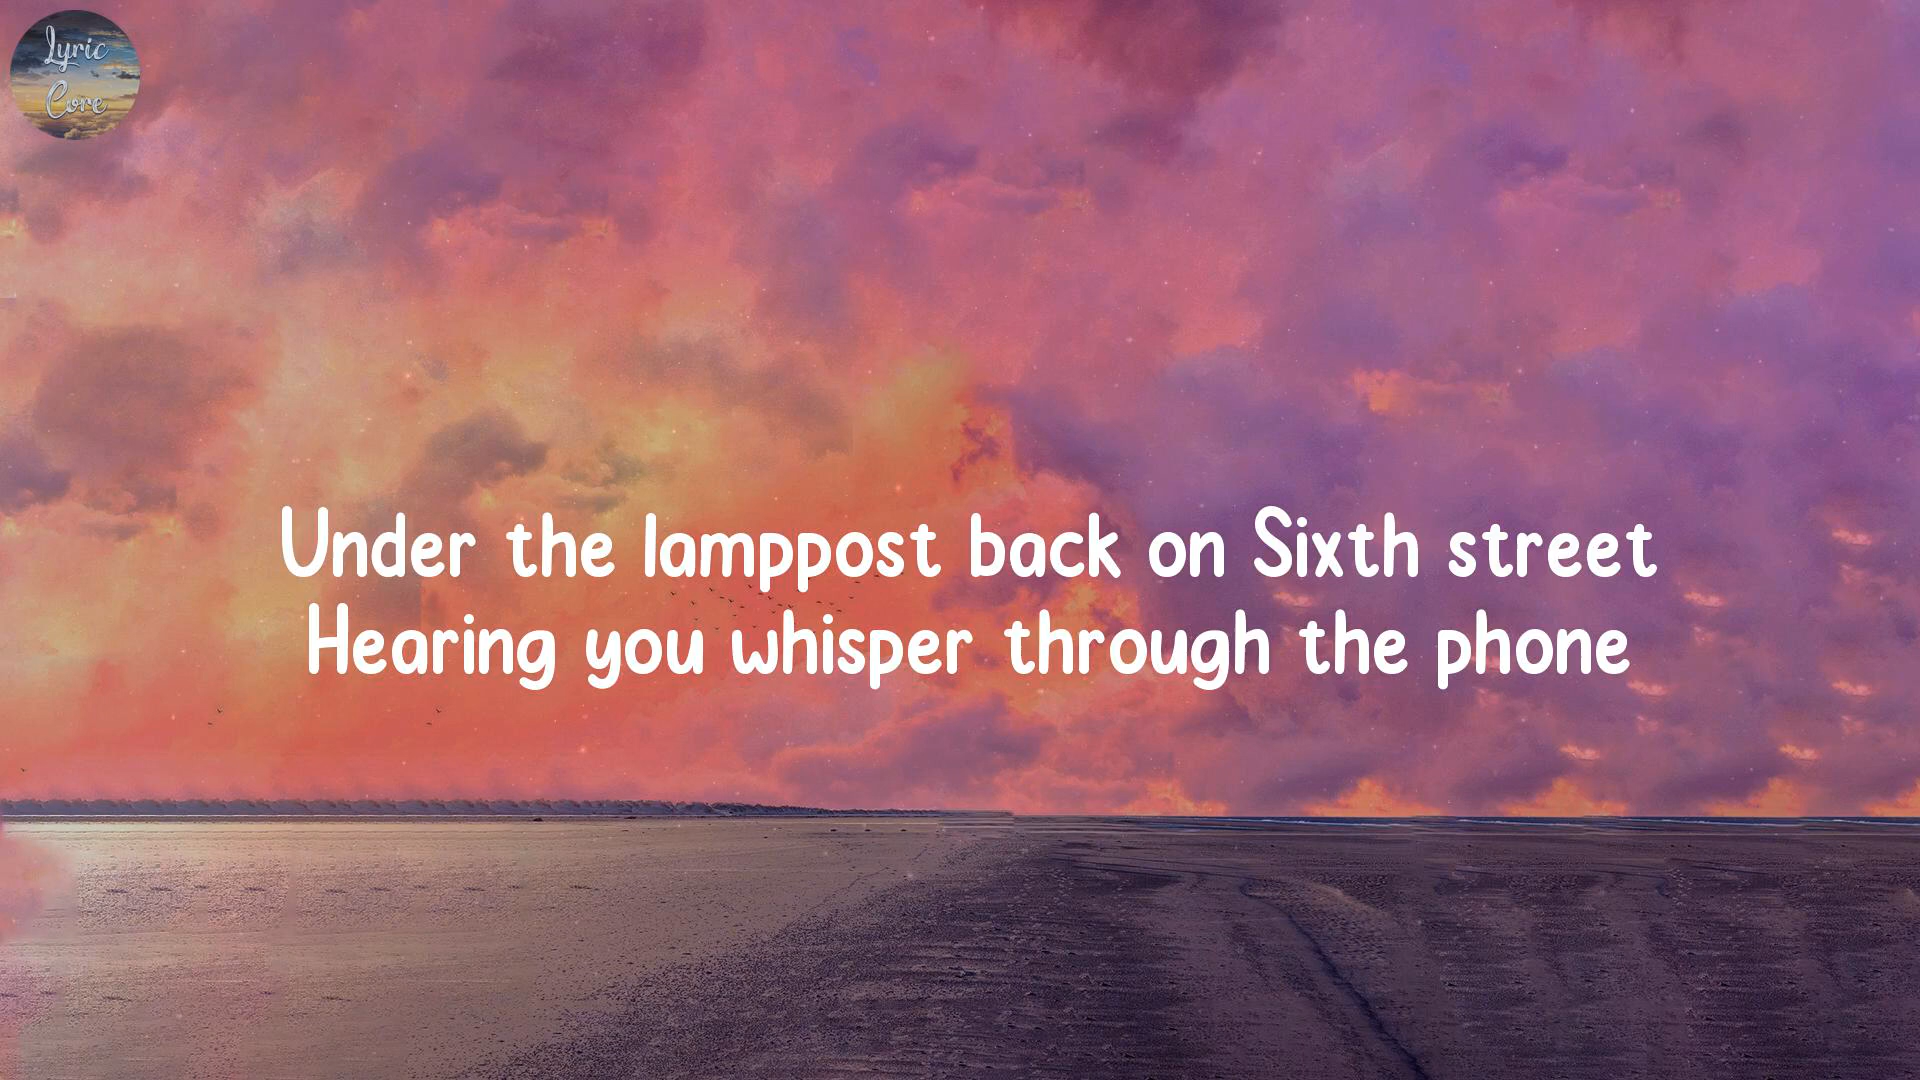 Lyric
Core
Under the lamppost back on Sixth street
Hearing you whisper through the phone